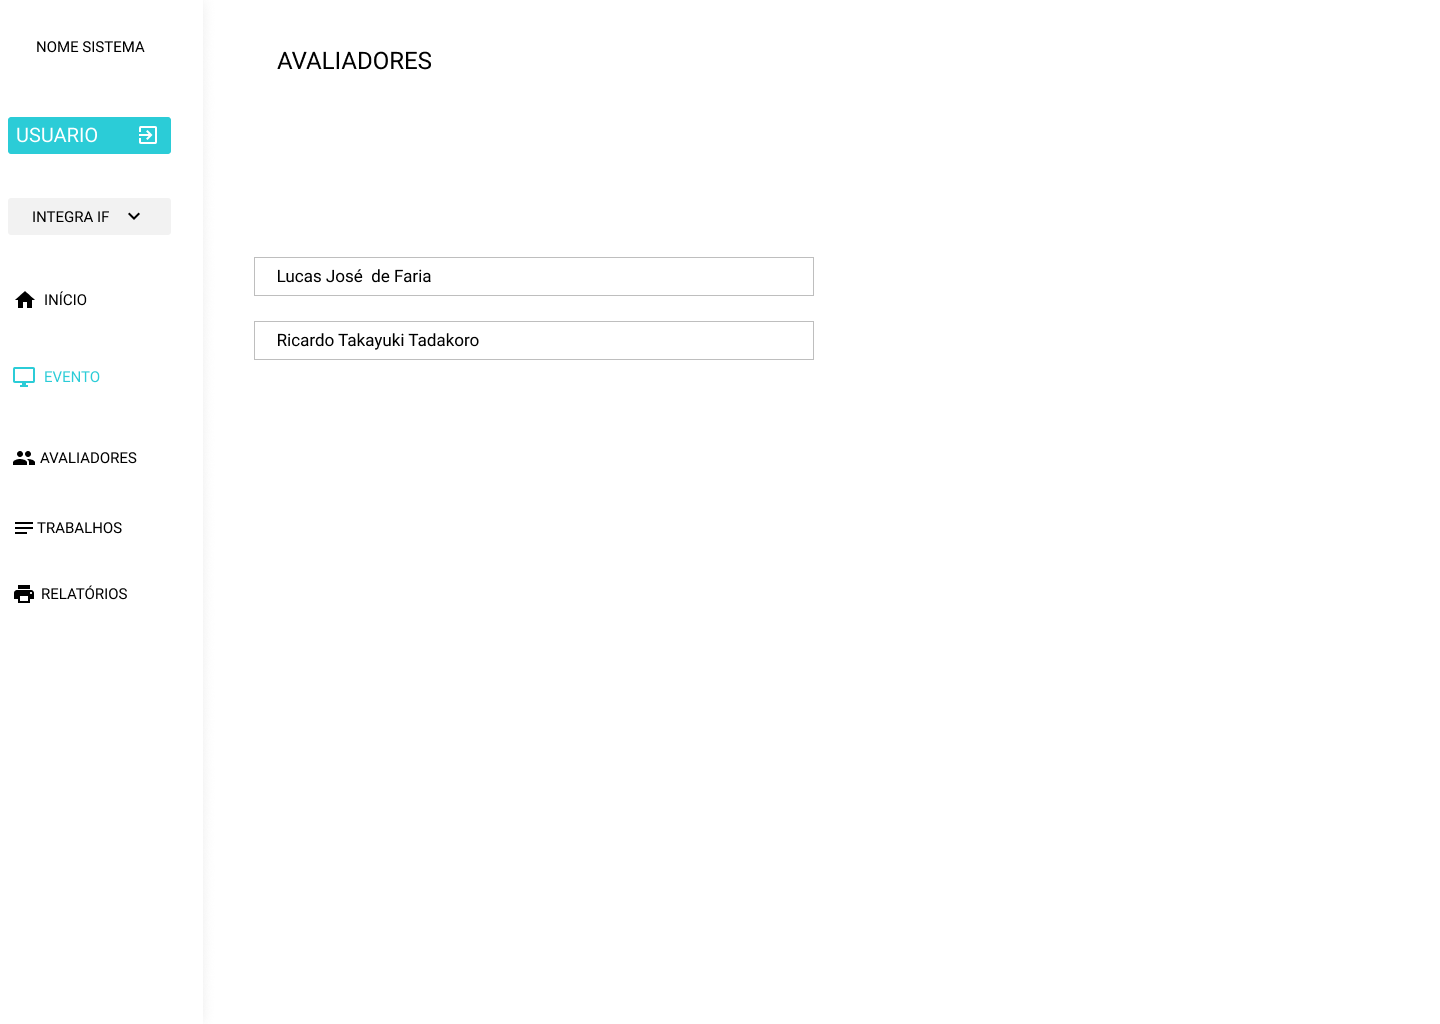 NOME SISTEMA
USUARIO
INTEGRA IF
INÍCIO
EVENTO
AVALIADORES
TRABALHOS
RELATÓRIOS
AVALIADORES
Lucas José  de Faria
Ricardo Takayuki Tadakoro